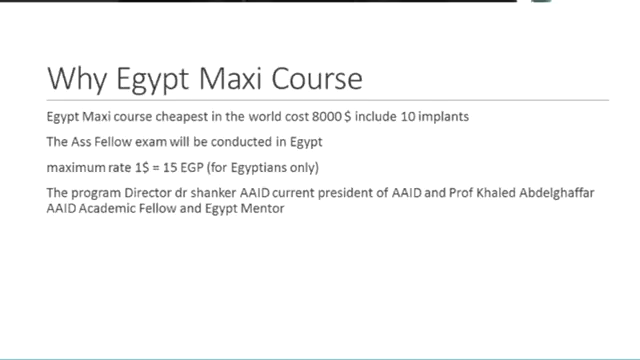 Why Egypt Maxi Course
Egypt Maxi course cheapest in the world cost 8000 $ include 10 implants
The Ass Fellow exam will be conducted in Egypt
maximum rate 1$ = 15 EGP (for Egyptians only)
The program Director dr shanker AAID current president of AAID and Prof Khaled Abdelghaffar
AAID Academic Fellow and Egypt Mentor